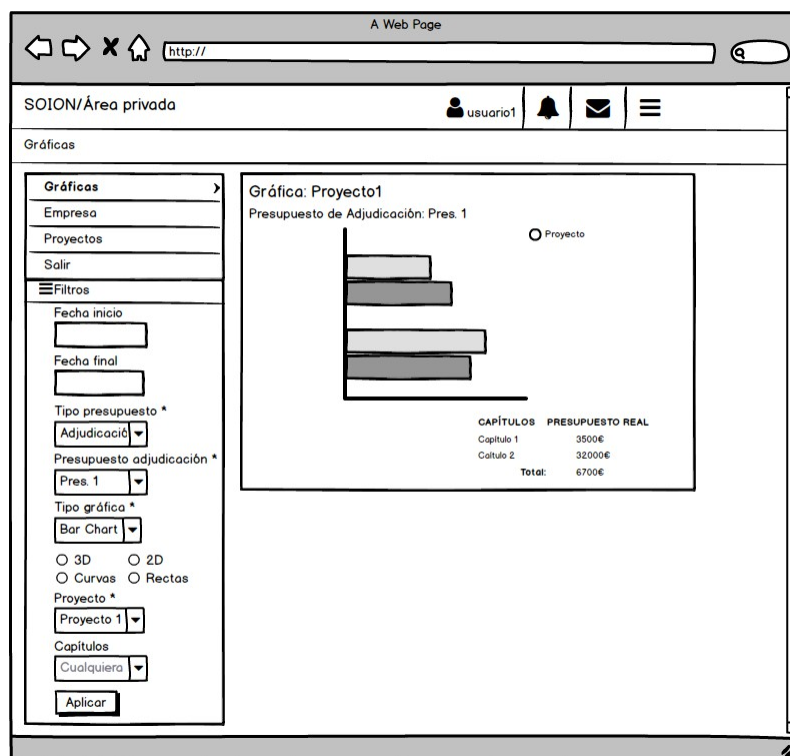 A Web Page
http://
SOION/Área privada
usuario1
Gráficas
Gráficas
Empresa
Proyectos
Salir
Filtros
Fecha inicio
Fecha final
Tipo presupuesto *
Adjudicació
Presupuesto adjudicación *
Pres. 1
Tipo gráfica *
Bar Chart
3D 2D
Curvas Rectas
Proyecto *
Proyecto 1
Capítulos
Cualquiera
Aplicar
Gráfica: Proyecto1
Presupuesto de Adjudicación: Pres. 1
Proyecto
CAPÍTULOS PRESUPUESTO REAL
Capitulo 1 3500€
Caltulo 2 32000€
Total: 6700€